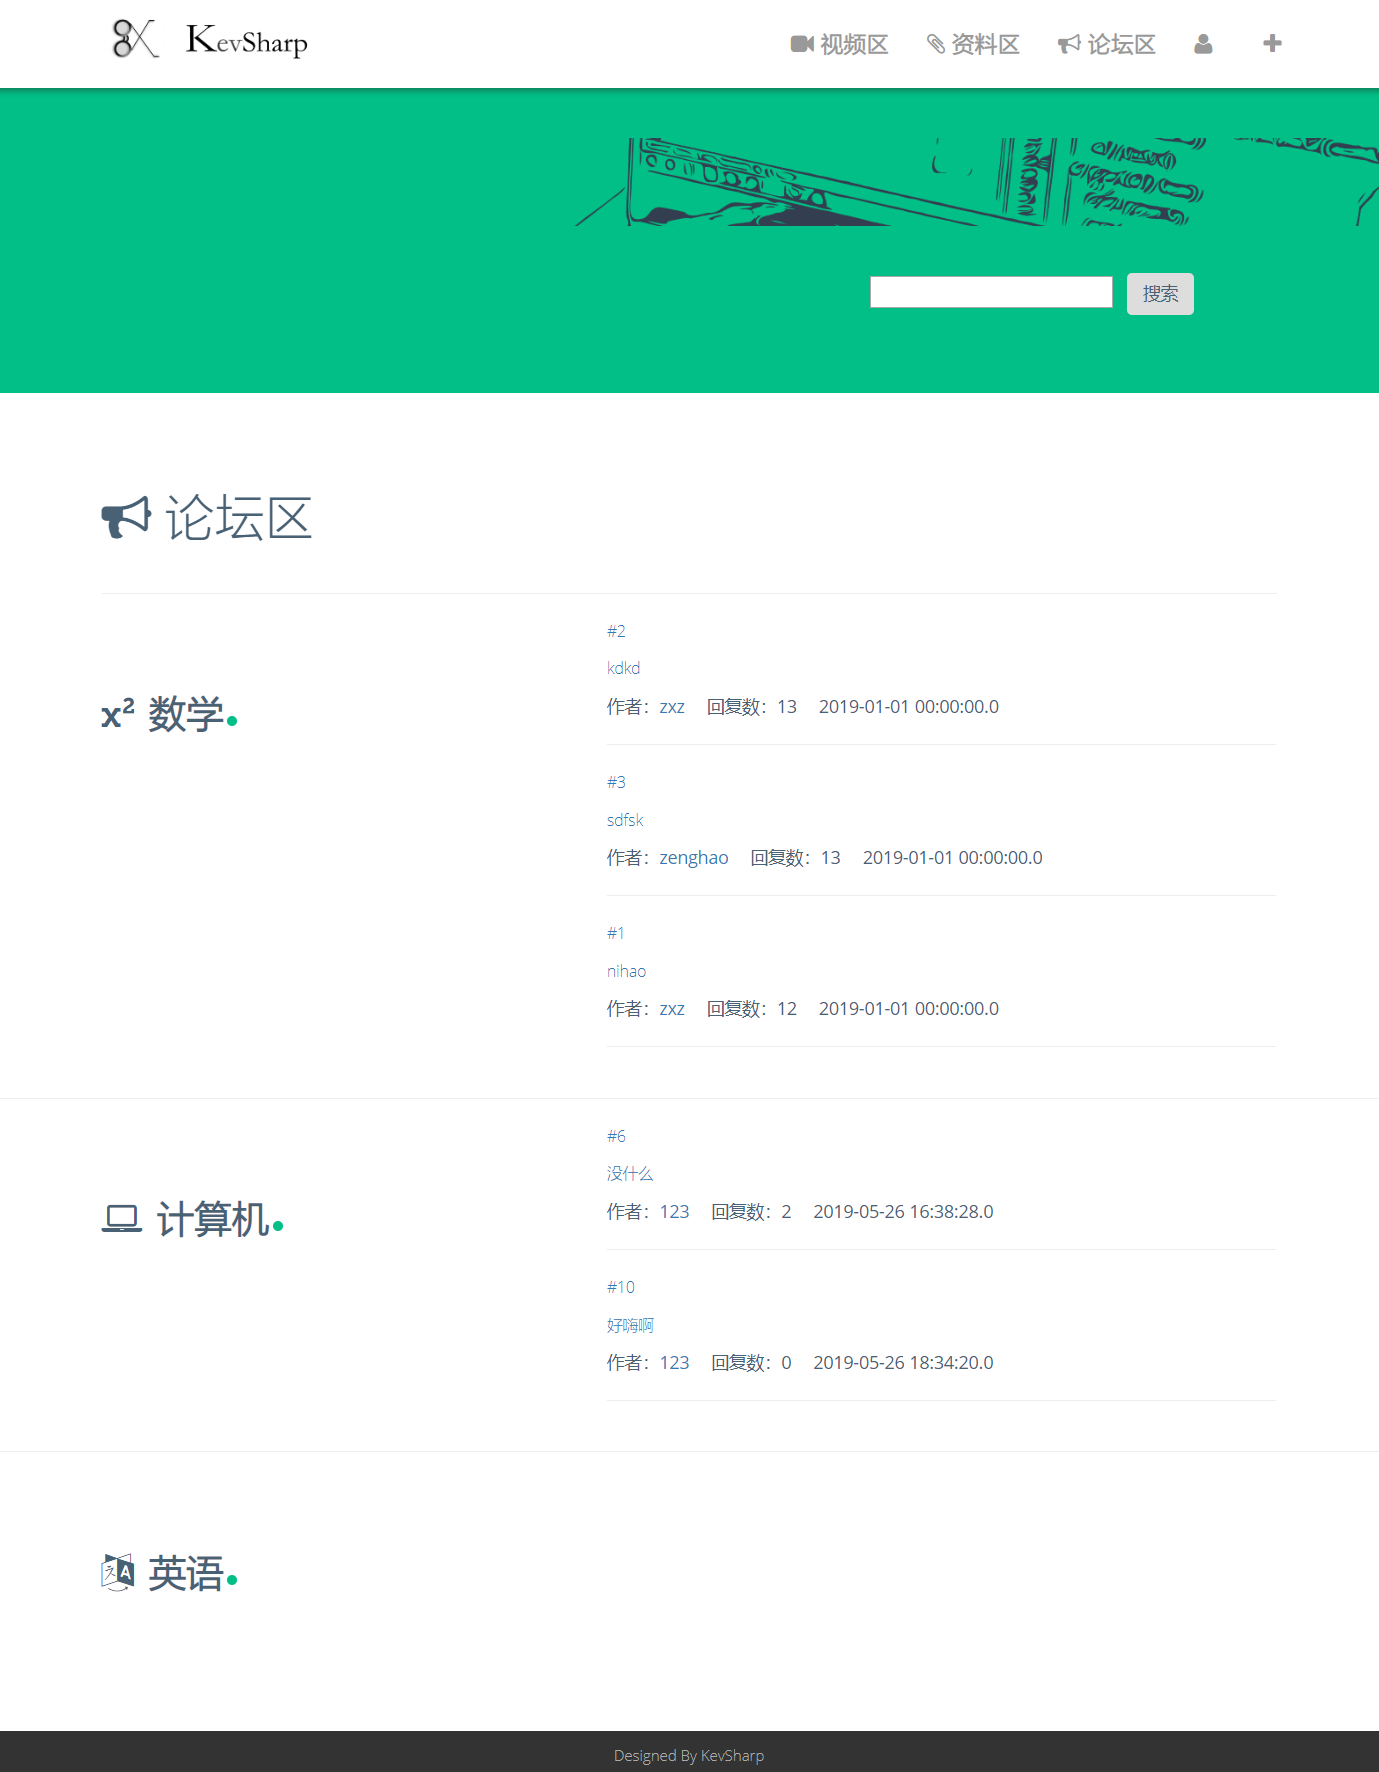 KevSharp
视频区 资料区 论坛区
搜索
论坛区
#2
kdkd
作者：zxz 回复数：13 2019-01-01 00:00:00.0
x² 数学
#3
sdfsk
作者：zenghao 回复数：13 2019-01-01 00:00:00.0
#1
nihao
作者：zxz 回复数：12 2019-01-01 00:00:00.0
#6
没什么
作者：123 回复数：2 2019-05-26 16:38:28.0
计算机
#10
好嗨啊
作者：123 回复数：0 2019-05-26 18:34:20.0
英语
Designed By KevSharp